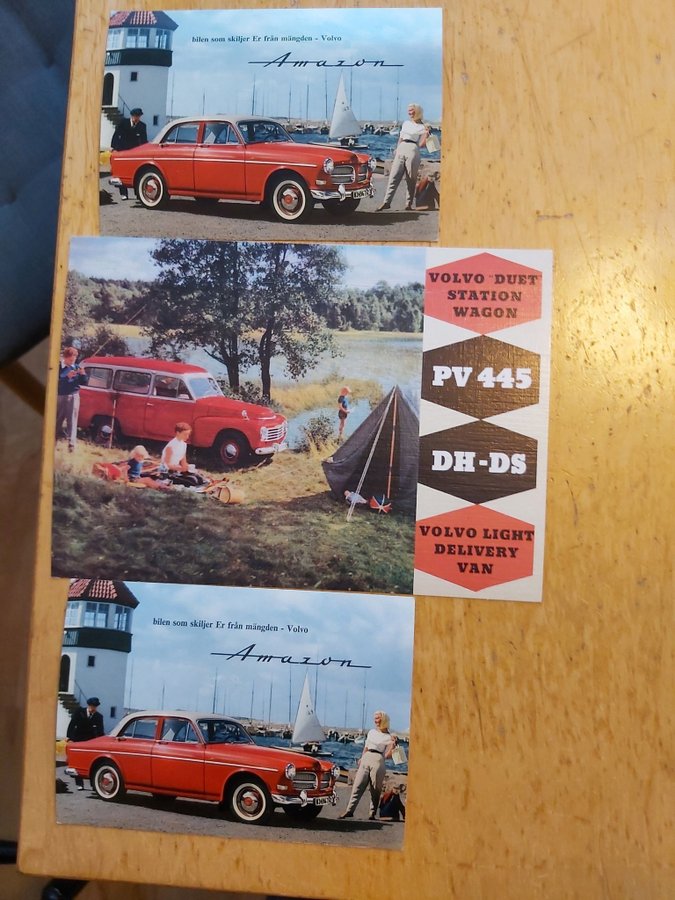 bilen som skiljer Er från mängden - Volvo
Amazon
VOLVO DUET
STATION
WAGON
PV 445
DH-DS
VOLVO LIGHT
DELIVERY
VAN
bilen som skiljer Er från mängden - Volvo
Amazon